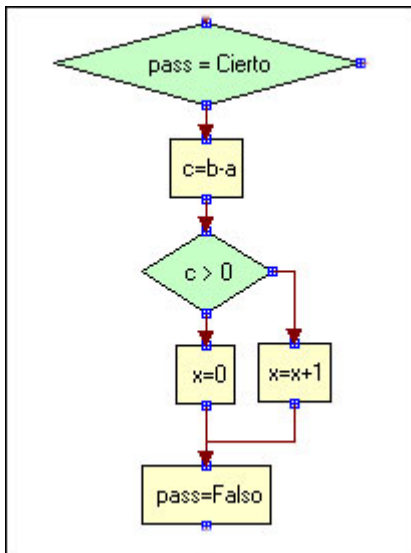 pass = Cierto
c=b-a
c > 0
x=0
x=x+1
pass=Falso